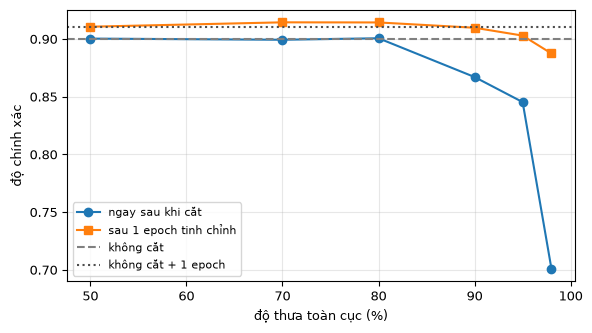 0.90
0.85
0.80
0.75
0.70
độ chính xác
ngay sau khi cắt
sau 1 epoch tinh chỉnh
không cắt
không cắt + 1 epoch
50 60 70 80 90 100
độ thưa toàn cục (%)